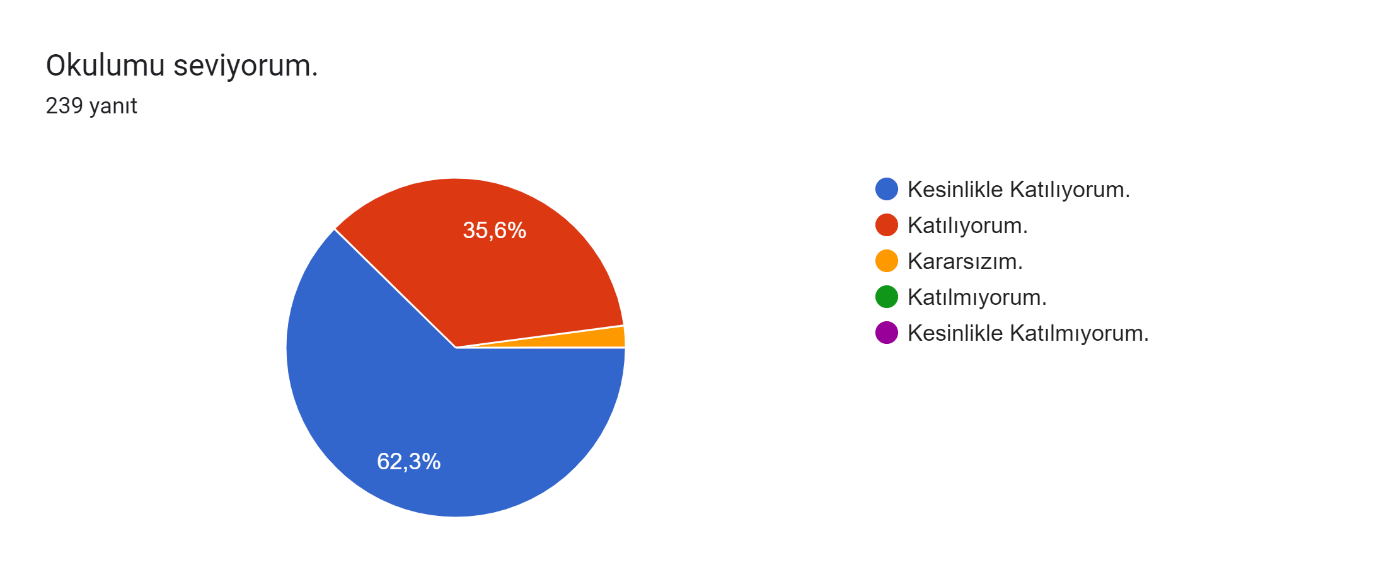 Okulumu seviyorum.
239 yanıt
35,6%
62,3%
Kesinlikle Katılıyorum.
Katılıyorum.
Kararsızım.
Katılmıyorum.
Kesinlikle Katılmıyorum.